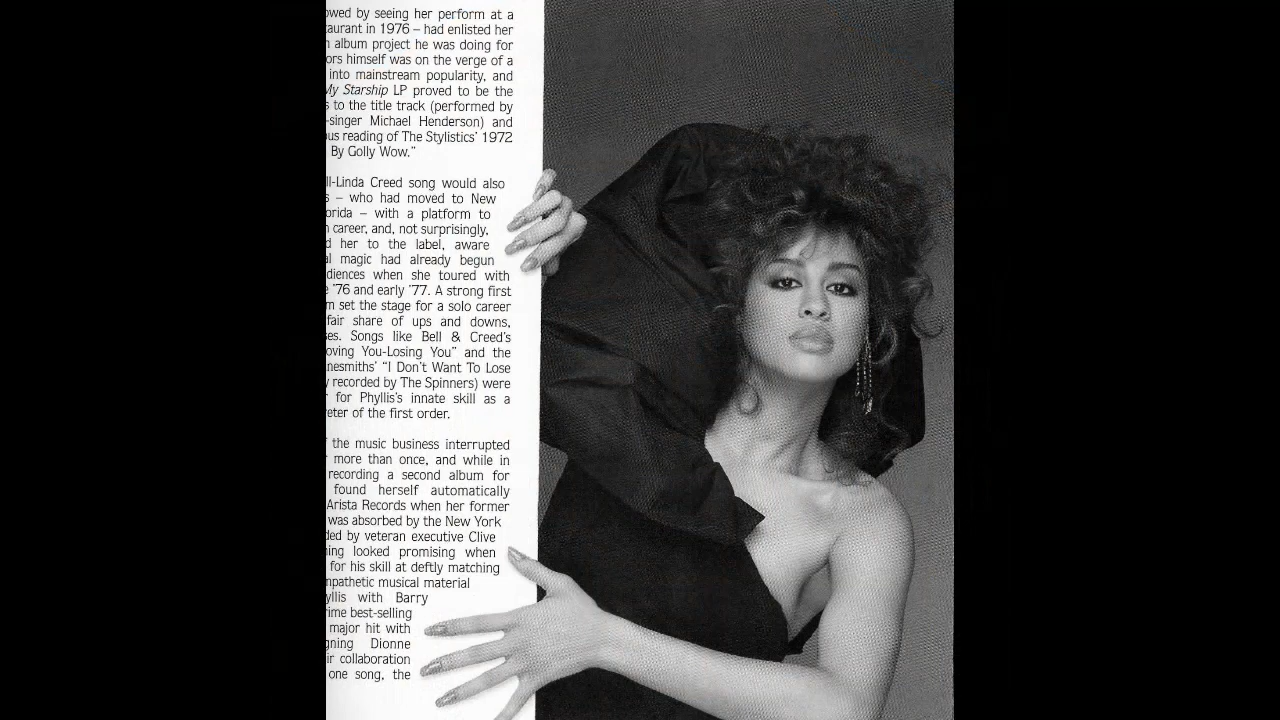 owed by seeing her perform at a
taurant in 1976 – had enlisted her
n album project he was doing for
ors himself was on the verge of a
into mainstream popularity, and
My Starship LP proved to be the
s to the title track (performed by
-singer Michael Henderson) and
ous reading of The Stylistics’ 1972
By Golly Wow.”
ll-Linda Creed song would also
s – who had moved to New
orida – with a platform to
n career, and, not surprisingly,
d her to the label, aware
al magic had already begun
diences when she toured with
e ’76 and early ’77. A strong first
m set the stage for a solo career
fair share of ups and downs,
ses. Songs like Bell & Creed’s
oving You-Losing You” and the
nesmiths’ “I Don’t Want To Lose
y recorded by The Spinners) were
r for Phyllis’s innate skill as a
reter of the first order.
f the music business interrupted
r more than once, and while in
recording a second album for
found herself automatically
Arista Records when her former
was absorbed by the New York
ded by veteran executive Clive
hing looked promising when
for his skill at deftly matching
mpathetic musical material
yllis with Barry
rime best-selling
major hit with
gning Dionne
ir collaboration
one song, the